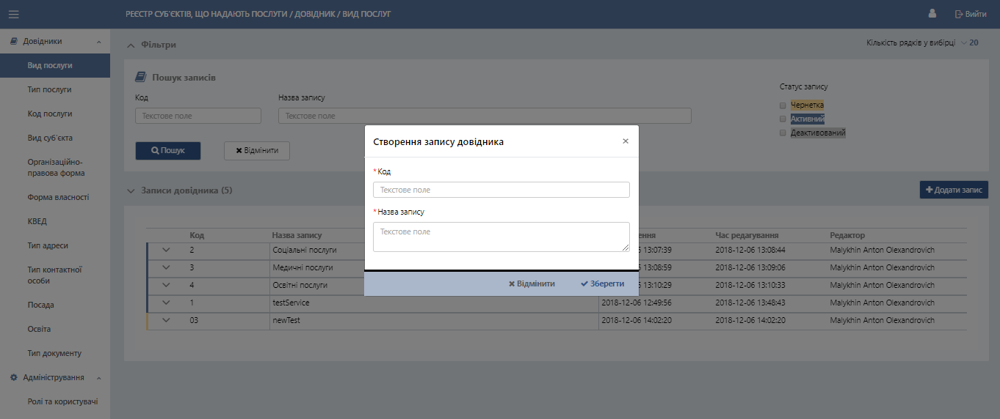 РЕЄСТР СУБ'ЄКТІВ, ЩО НАДАЮТЬ ПОСЛУГИ / ДОВІДНИК / ВИД ПОСЛУГ
Вийти
Довідники
Вид послуги
Тип послуги
Код послуги
Вид суб'єкта
Організаційно-
правова форма
Форма власності
КВЕД
Тип адреси
Тип контактної
особи
Посада
Освіта
Тип документу
Адміністрування
Ролі та користувачі
Фільтри
Кількість рядків у вибірці 20
Пошук записів
Код
Назва запису
Текстове поле
Текстове поле
Статус запису
Чернетка
Активний
Деактивований
Пошук
Відмінити
Записи довідника (5)
Додати запис
Створення запису довідника
*Код
Текстове поле
*Назва запису
Текстове поле
Відмінити
Зберегти
Код Назва запису ення Час редагування Редактор
2 Соціальні послуги 6 13:07:39 2018-12-06 13:08:44 Malykhin Anton Olexandrovich
3 Медичні послуги 6 13:08:59 2018-12-06 13:09:06 Malykhin Anton Olexandrovich
4 Освітні послуги 6 13:10:29 2018-12-06 13:10:33 Malykhin Anton Olexandrovich
1 testService 2018-12-06 12:49:56 2018-12-06 13:48:43 Malykhin Anton Olexandrovich
03 newTest 2018-12-06 14:02:20 2018-12-06 14:02:20 Malykhin Anton Olexandrovich